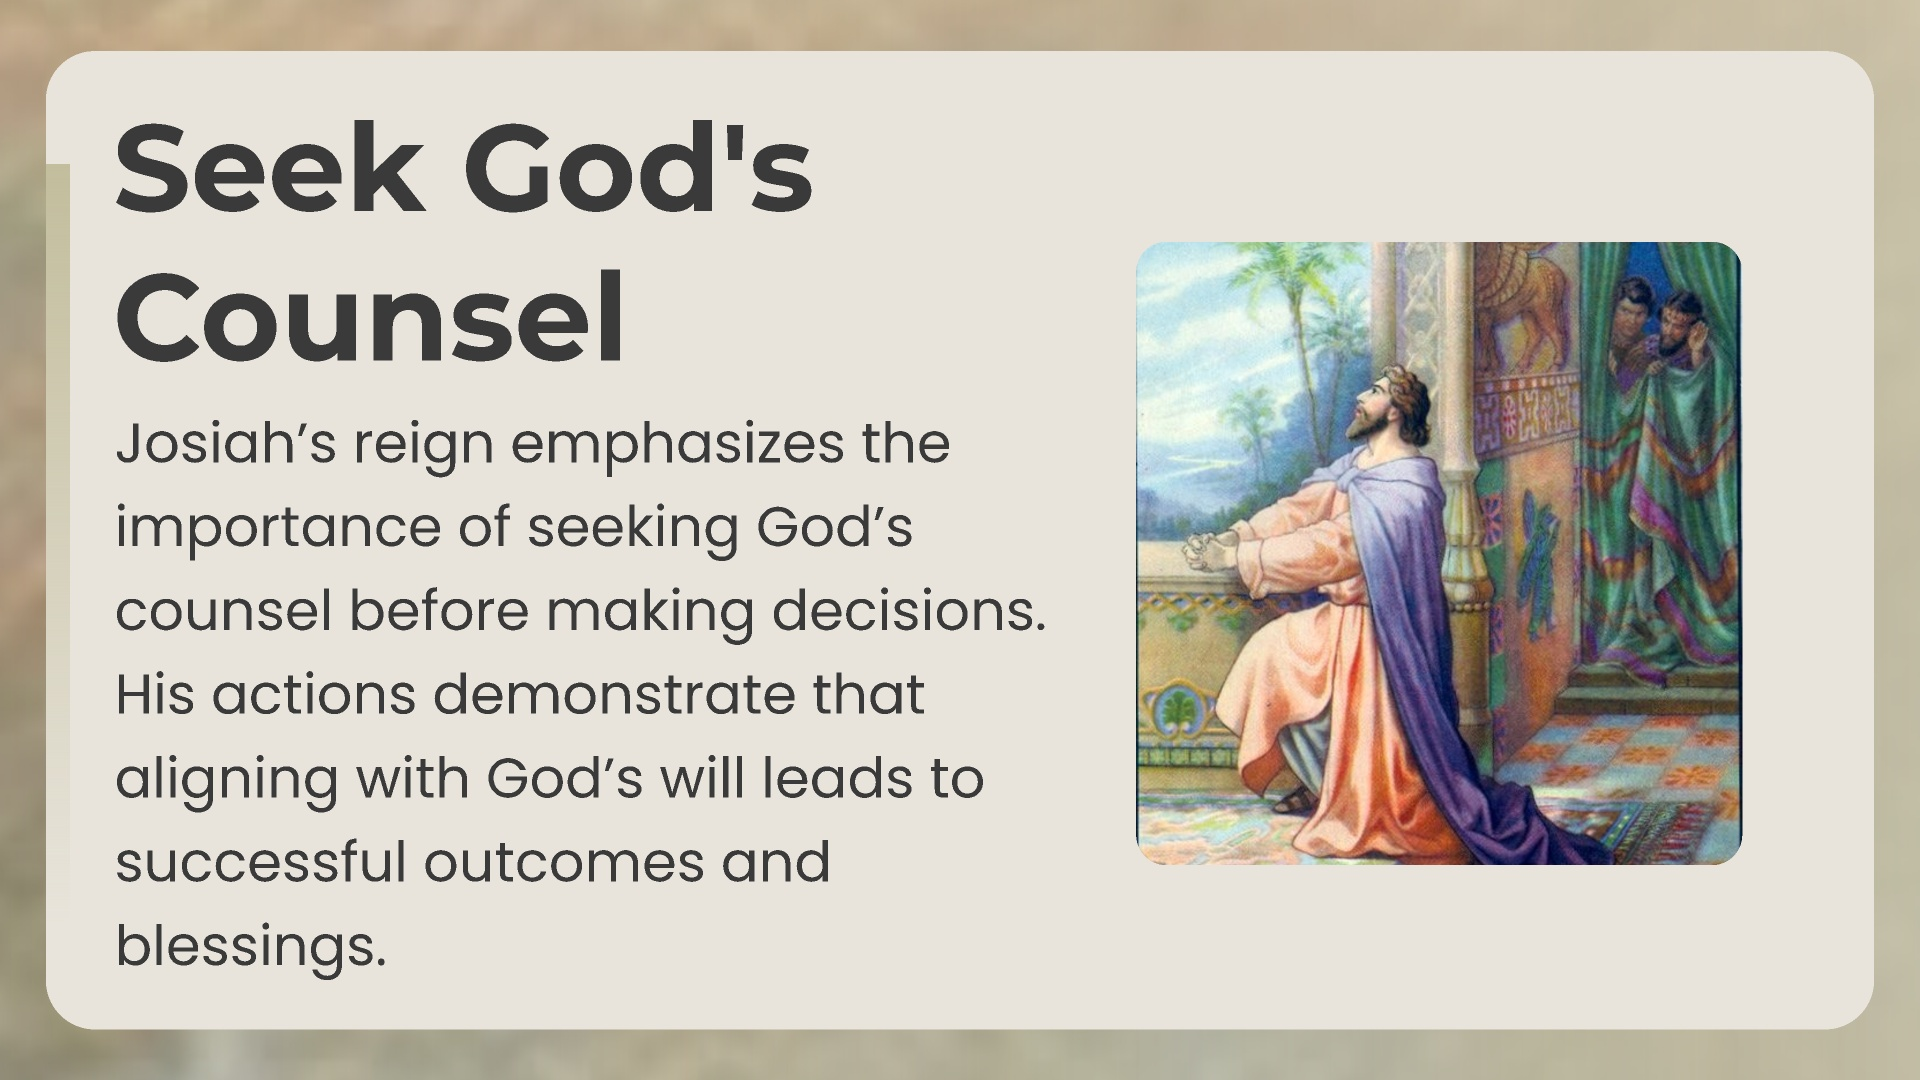 Seek God's
Counsel
Josiah’s reign emphasizes the
importance of seeking God’s
counsel before making decisions.
His actions demonstrate that
aligning with God’s will leads to
successful outcomes and
blessings.